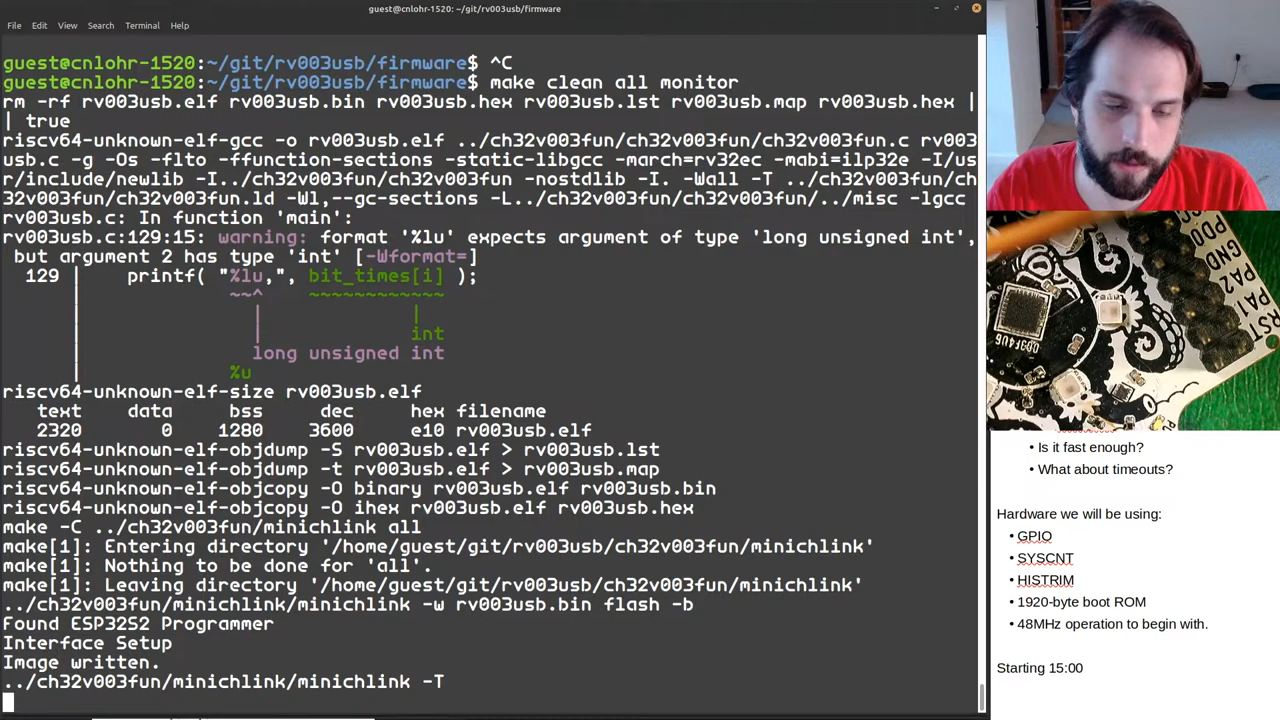 guest@cnlohr-1520: ~/git/rv003usb/firmware
File Edit View Search Terminal Help
guest@cnlohr-1520:~/git/rv003usb/firmware$ ^C
guest@cnlohr-1520:~/git/rv003usb/firmware$ make clean all monitor
rm -rf rv003usb.elf rv003usb.bin rv003usb.hex rv003usb.lst rv003usb.map rv003usb.hex |
| true
riscv64-unknown-elf-gcc -o rv003usb.elf ../ch32v003fun/ch32v003fun/ch32v003fun.c rv003
usb.c -g -Os -flto -ffunction-sections -static-libgcc -march=rv32ec -mabi=ilp32e -I/us
r/include/newlib -I../ch32v003fun/ch32v003fun -nostdlib -I. -Wall -T ../ch32v003fun/ch
32v003fun/ch32v003fun.ld -Wl,--gc-sections -L../ch32v003fun/ch32v003fun/../misc -lgcc
rv003usb.c: In function 'main':
rv003usb.c:129:15: warning: format '%lu' expects argument of type 'long unsigned int',
but argument 2 has type 'int' [-Wformat=]
129 | printf( "%lu,", bit_times[i] );
| ~~^ ~~~~~~~~~~~~
| | |
| | int
| long unsigned int
| %u
riscv64-unknown-elf-size rv003usb.elf
text data bss dec hex filename
2320 0 1280 3600 e10 rv003usb.elf
riscv64-unknown-elf-objdump -S rv003usb.elf > rv003usb.lst
riscv64-unknown-elf-objdump -t rv003usb.elf > rv003usb.map
riscv64-unknown-elf-objcopy -O binary rv003usb.elf rv003usb.bin
riscv64-unknown-elf-objcopy -O ihex rv003usb.elf rv003usb.hex
make -C ../ch32v003fun/minichlink all
make[1]: Entering directory '/home/guest/git/rv003usb/ch32v003fun/minichlink'
make[1]: Nothing to be done for 'all'.
make[1]: Leaving directory '/home/guest/git/rv003usb/ch32v003fun/minichlink'
../ch32v003fun/minichlink/minichlink -w rv003usb.bin flash -b
Found ESP32S2 Programmer
Interface Setup
Image written.
../ch32v003fun/minichlink/minichlink -T
PD0
GND
PA2
PA1
RST
• Is it fast enough?
• What about timeouts?
Hardware we will be using:
• GPIO
• SYSCNT
• HISTRIM
• 1920-byte boot ROM
• 48MHz operation to begin with.
Starting 15:00